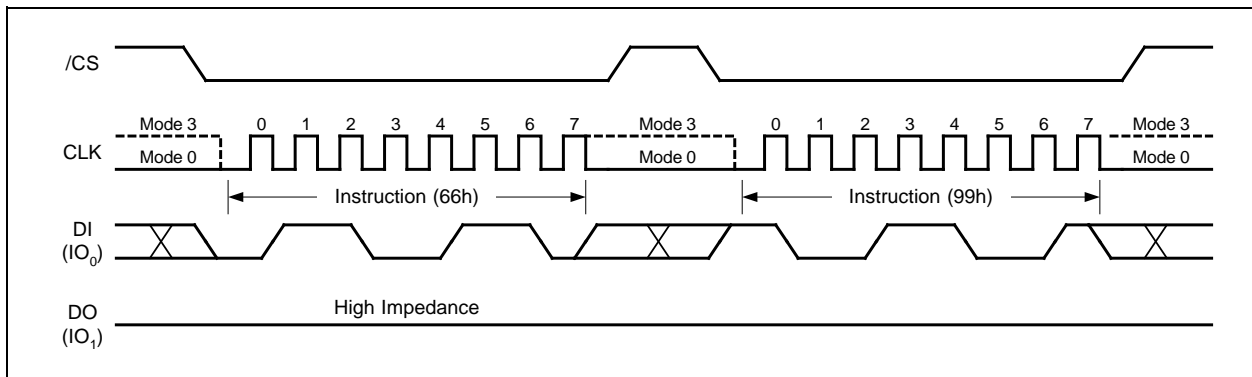 /CS
Mode 3 0 1 2 3 4 5 6 7 Mode 3 0 1 2 3 4 5 6 7 Mode 3
CLK
Mode 0 Mode 0 Mode 0
Instruction (66h) Instruction (99h)
DI
(IO0)
High Impedance
DO
(IO1)